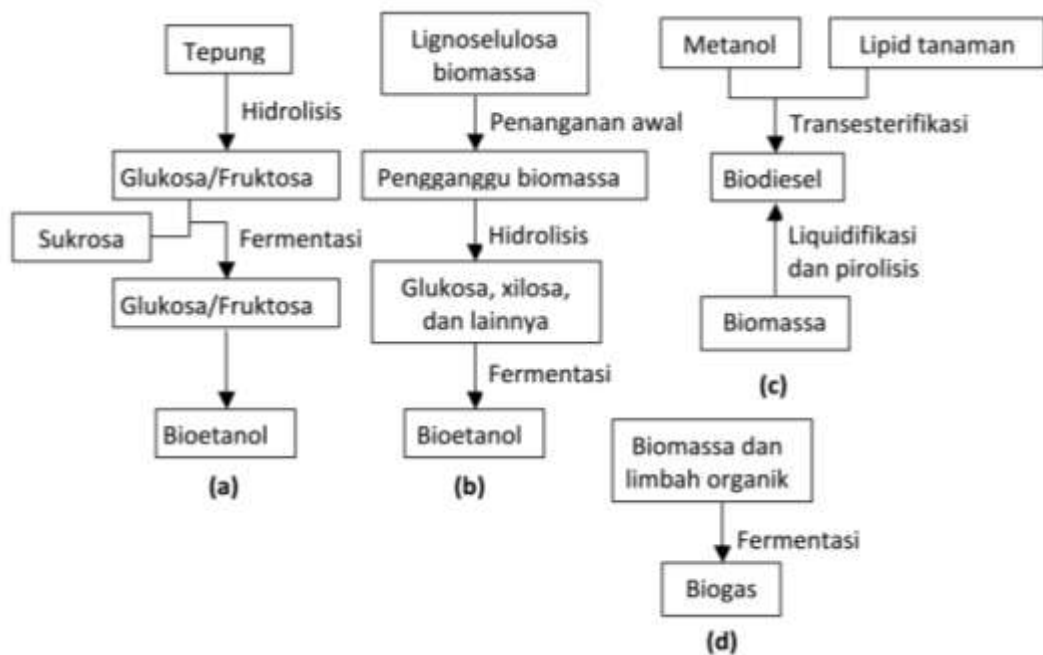 Tepung
Hidrolisis
Glukosa/Fruktosa
Sukrosa
Fermentasi
Glukosa/Fruktosa
Bioetanol
(a)
Lignoselulosa
biomassa
Penanganan awal
Pengganggu biomassa
Hidrolisis
Glukosa, xilosa,
dan lainnya
Fermentasi
Bioetanol
(b)
Metanol
Lipid tanaman
Transesterifikasi
Biodiesel
Liquidifikasi
dan pirolisis
Biomassa
(c)
Biomassa dan
limbah organik
Fermentasi
Biogas
(d)